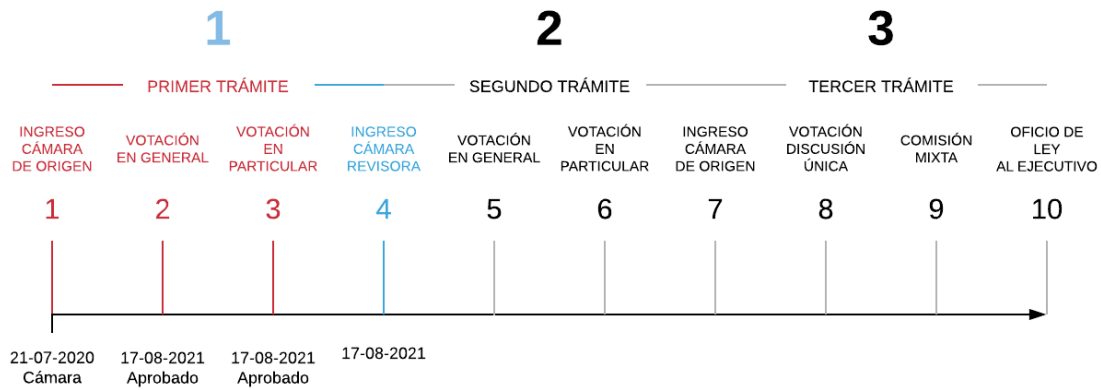 1
2
3
PRIMER TRÁMITE
SEGUNDO TRÁMITE
TERCER TRÁMITE
INGRESO
CÁMARA
DE ORIGEN
VOTACIÓN
EN GENERAL
VOTACIÓN
EN
PARTICULAR
INGRESO
CÁMARA
REVISORA
VOTACIÓN
EN GENERAL
VOTACIÓN
EN
PARTICULAR
INGRESO
CÁMARA
DE ORIGEN
VOTACIÓN
DISCUSIÓN
ÚNICA
COMISIÓN
MIXTA
OFICIO DE
LEY
AL EJECUTIVO
1
2
3
4
5
6
7
8
9
10
21-07-2020
Cámara
17-08-2021
Aprobado
17-08-2021
Aprobado
17-08-2021